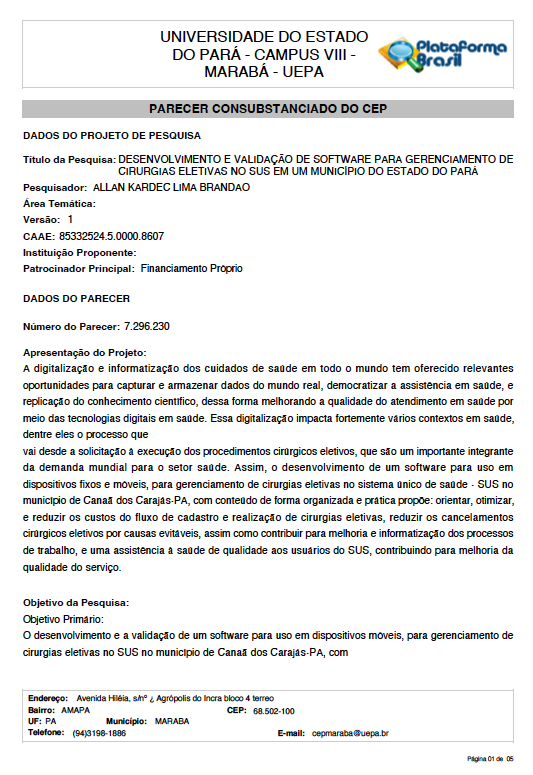 UNIVERSIDADE DO ESTADO
DO PARÁ - CAMPUS VIII -
MARABÁ - UEPA
Plataforma
Brasil
PARECER CONSUBSTANCIADO DO CEP
DADOS DO PROJETO DE PESQUISA
Título da Pesquisa: DESENVOLVIMENTO E VALIDAÇÃO DE SOFTWARE PARA GERENCIAMENTO DE
CIRURGIAS ELETIVAS NO SUS EM UM MUNICÍPIO DO ESTADO DO PARÁ
Pesquisador: ALLAN KARDEC LIMA BRANDAO
Área Temática:
Versão: 1
CAAE: 85332524.5.0000.8607
Instituição Proponente:
Patrocinador Principal: Financiamento Próprio
DADOS DO PARECER
Número do Parecer: 7.296.230
Apresentação do Projeto:
A digitalização e informatização dos cuidados de saúde em todo o mundo tem oferecido relevantes
oportunidades para capturar e armazenar dados do mundo real, democratizar a assistência em saúde, e
replicação do conhecimento científico, dessa forma melhorando a qualidade do atendimento em saúde por
meio das tecnologias digitais em saúde. Essa digitalização impacta fortemente vários contextos em saúde,
dentre eles o processo que
vai desde a solicitação à execução dos procedimentos cirúrgicos eletivos, que são um importante integrante
da demanda mundial para o setor saúde. Assim, o desenvolvimento de um software para uso em
dispositivos fixos e móveis, para gerenciamento de cirurgias eletivas no sistema único de saúde - SUS no
município de Canaã dos Carajás-PA, com conteúdo de forma organizada e prática propõe: orientar, otimizar,
e reduzir os custos do fluxo de cadastro e realização de cirurgias eletivas, reduzir os cancelamentos
cirúrgicos eletivos por causas evitáveis, assim como contribuir para melhoria e informatização dos processos
de trabalho, e uma assistência à saúde de qualidade aos usuários do SUS, contribuindo para melhoria da
qualidade do serviço.
Objetivo da Pesquisa:
Objetivo Primário:
O desenvolvimento e a validação de um software para uso em dispositivos móveis, para gerenciamento de
cirurgias eletivas no SUS no município de Canaã dos Carajás-PA, com
Endereço: Avenida Hiléia, s/nº ¿ Agrópolis do Incra bloco 4 terreo
Bairro: AMAPA CEP: 68.502-100
UF: PA Município: MARABA
Telefone: (94)3198-1886 E-mail: cepmaraba@uepa.br
Página 01 de 05